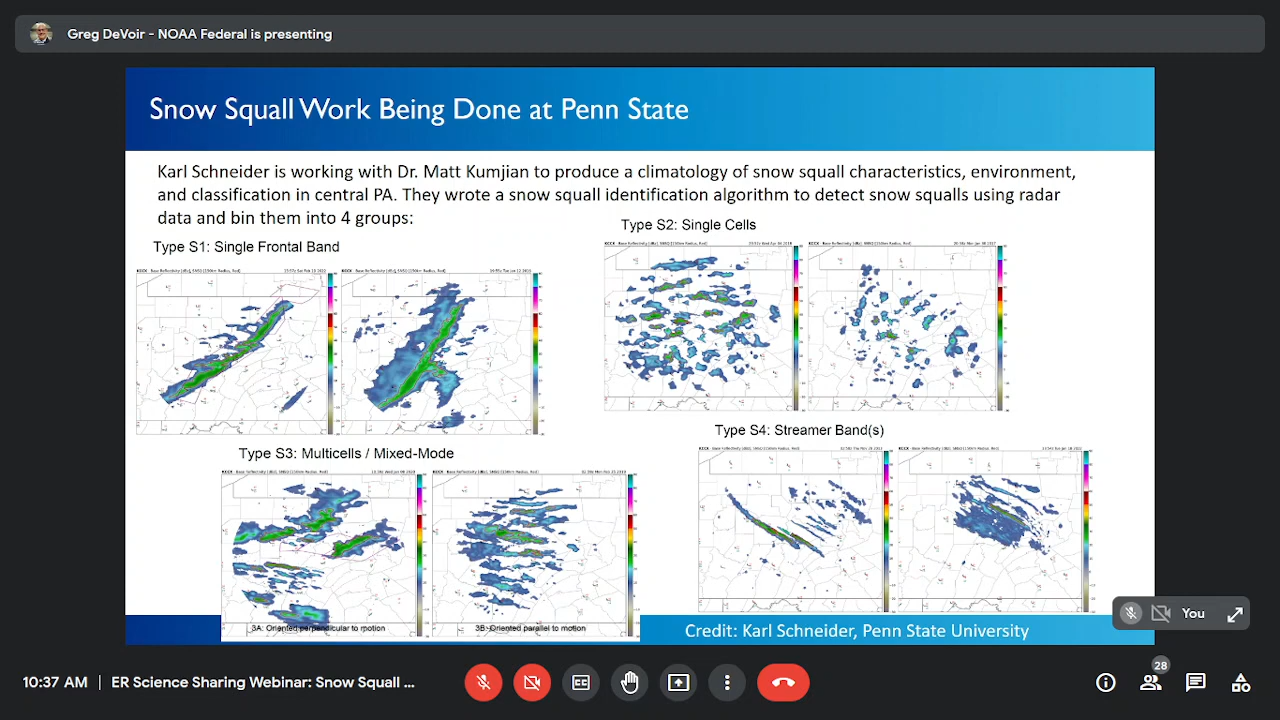 Greg DeVoir - NOAA Federal is presenting
Snow Squall Work Being Done at Penn State
Karl Schneider is working with Dr. Matt Kumjian to produce a climatology of snow squall characteristics, environment,
and classification in central PA. They wrote a snow squall identification algorithm to detect snow squalls using radar
data and bin them into 4 groups:
Type S1: Single Frontal Band
Type S2: Single Cells
Type S3: Multicells / Mixed-Mode
3A: Oriented perpendicular to motion
3B: Oriented parallel to motion
Type S4: Streamer Band(s)
Credit: Karl Schneider, Penn State University
You
10:37 AM | ER Science Sharing Webinar: Snow Squall ...
28